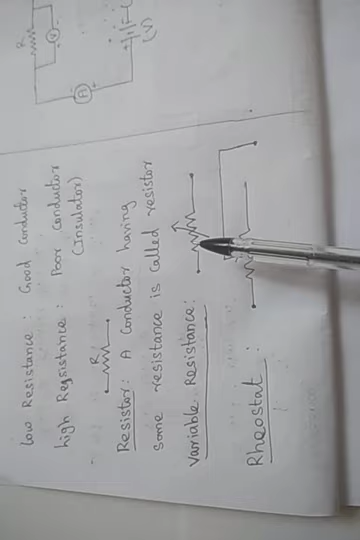 Low Resistance : Good Conductor
high Resistance : Poor Conductor
(Insulator)
R
Resistor : A Conductor having
some resistance is called resistor
Variable Resistance :
Rheostat :
R
V
A
(V)